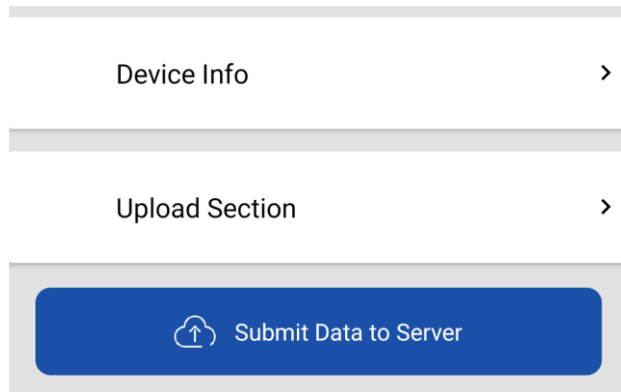 Device Info
Upload Section
Submit Data to Server